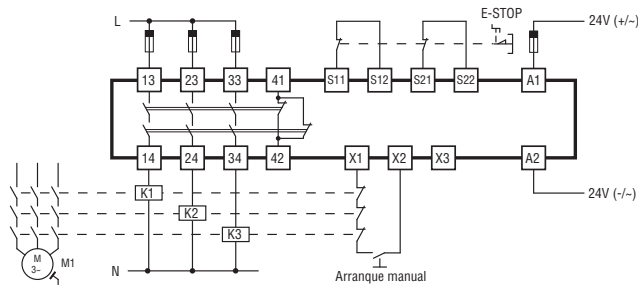 L
E-STOP
24V (+/~)
13 23 33 41 S11 S12 S21 S22 A1
14 24 34 42 X1 X2 X3 A2
K1
24V (-/~)
K2
K3
M
3~
M1
N
Arranque manual